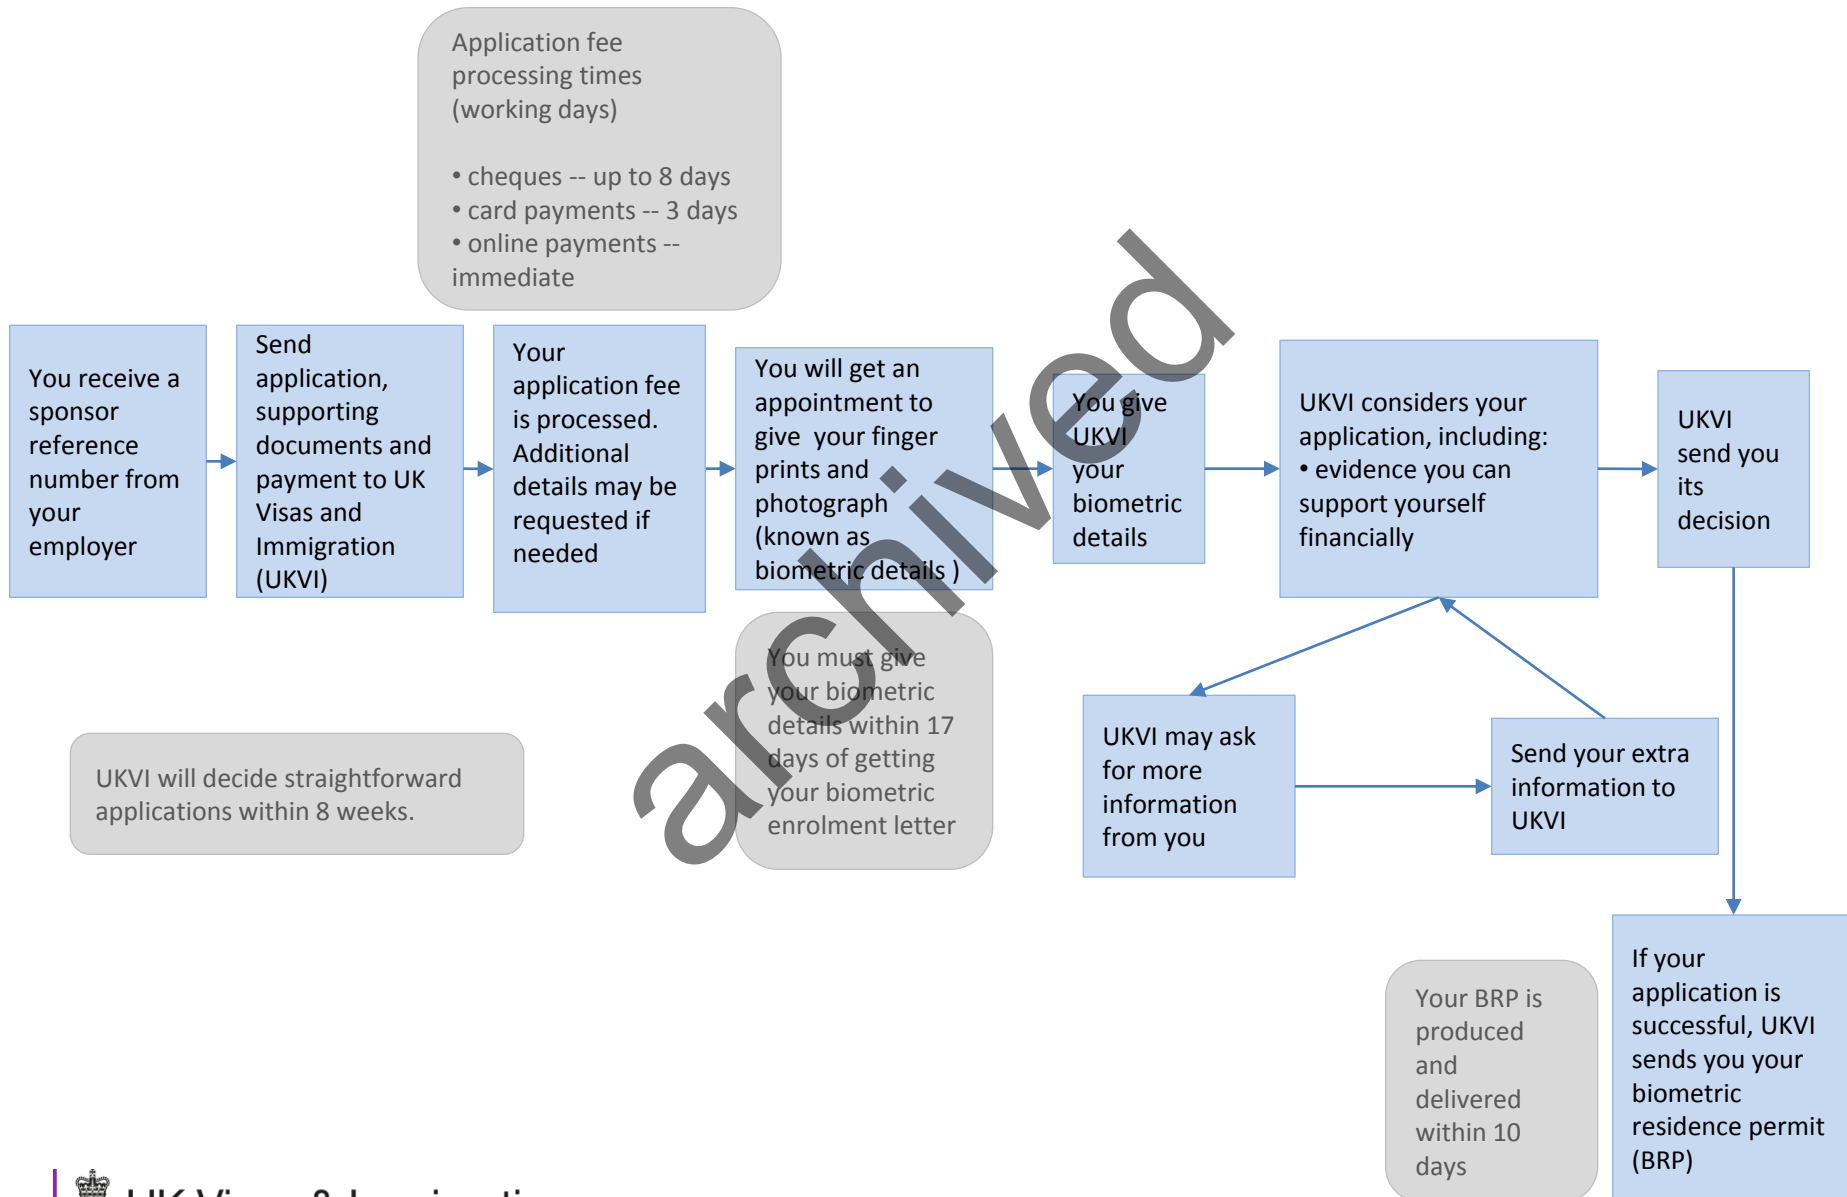 Application fee
processing times
(working days)
• cheques -- up to 8 days
• card payments -- 3 days
• online payments --
immediate
You receive a
sponsor
reference
number from
your
employer
Send
application,
supporting
documents and
payment to UK
Visas and
Immigration
(UKVI)
Your
application fee
is processed.
Additional
details may be
requested if
needed
You will get an
appointment to
give your finger
prints and
photograph
(known as
biometric details )
You give
UKVI
your
biometric
details
UKVI considers your
application, including:
• evidence you can
support yourself
financially
UKVI
send you
its
decision
You must give
your biometric
details within 17
days of getting
your biometric
enrolment letter
UKVI will decide straightforward
applications within 8 weeks.
UKVI may ask
for more
information
from you
Send your extra
information to
UKVI
Your BRP is
produced
and
delivered
within 10
days
If your
application is
successful, UKVI
sends you your
biometric
residence permit
(BRP)
archived